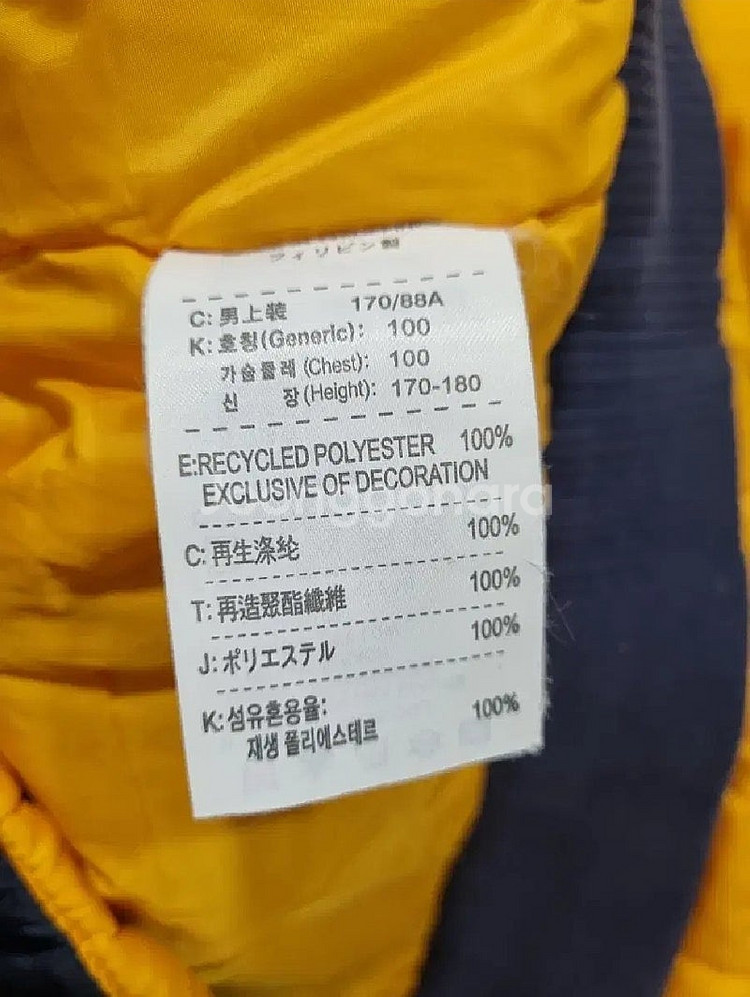 フィリピン製
C: 男上装 170/88A
K: 호칭(Generic): 100
가슴둘레 (Chest): 100
신 장(Height): 170-180
E:RECYCLED POLYESTER 100%
EXCLUSIVE OF DECORATION
joonggonara
C: 再生涤纶 100%
T: 再造聚酯纖維 100%
J: ポリエステル 100%
K: 섬유혼용율:
재생 폴리에스테르 100%